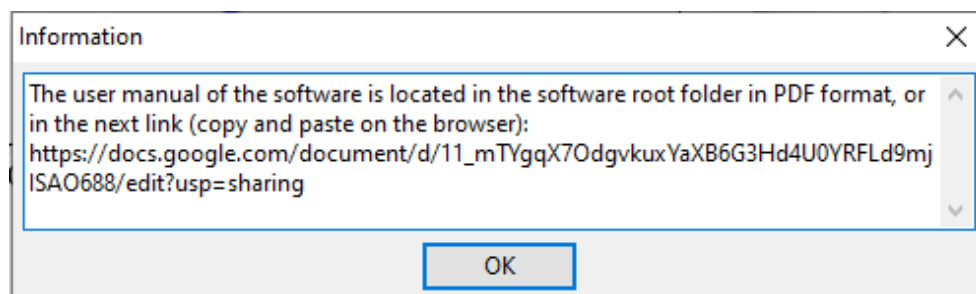 Information
The user manual of the software is located in the software root folder in PDF format, or
in the next link (copy and paste on the browser):
https://docs.google.com/document/d/11_mTYgqX7OdgvkuxYaXB6G3Hd4U0YRFLd9mj
ISAO688/edit?usp=sharing
OK